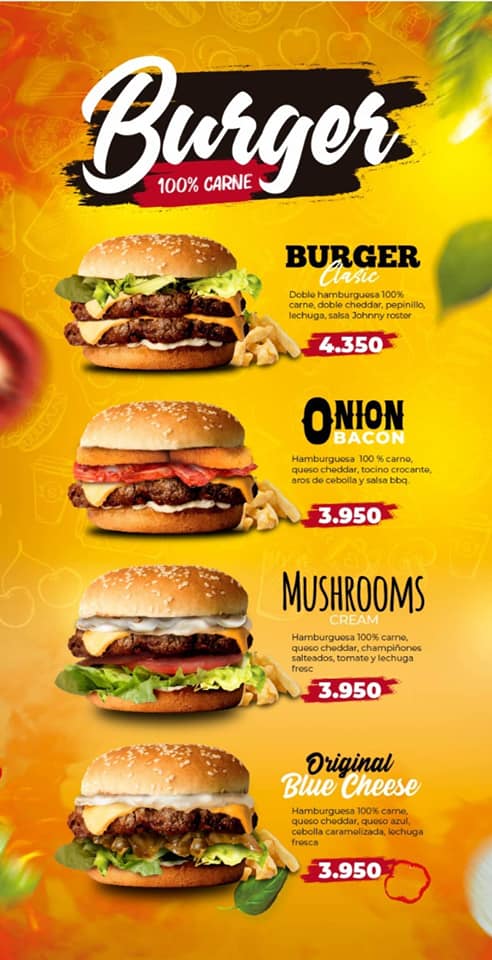 Burger
100% CARNE
BURGER
Clasic
Doble hamburguesa 100%
carne, doble cheddar, pepinillo,
lechuga, salsa Johnny roster
4.350
ONION
BACON
Hamburguesa 100 % carne,
queso cheddar, tocino crocante,
aros de cebolla y salsa bbq.
3.950
MUSHROOMS
CREAM
Hamburguesa 100% carne,
queso cheddar, champiñones
salteados, tomate y lechuga
fresc
3.950
Original
Blue Cheese
Hamburguesa 100% carne,
queso cheddar, queso azul,
cebolla caramelizada, lechuga
fresca
3.950